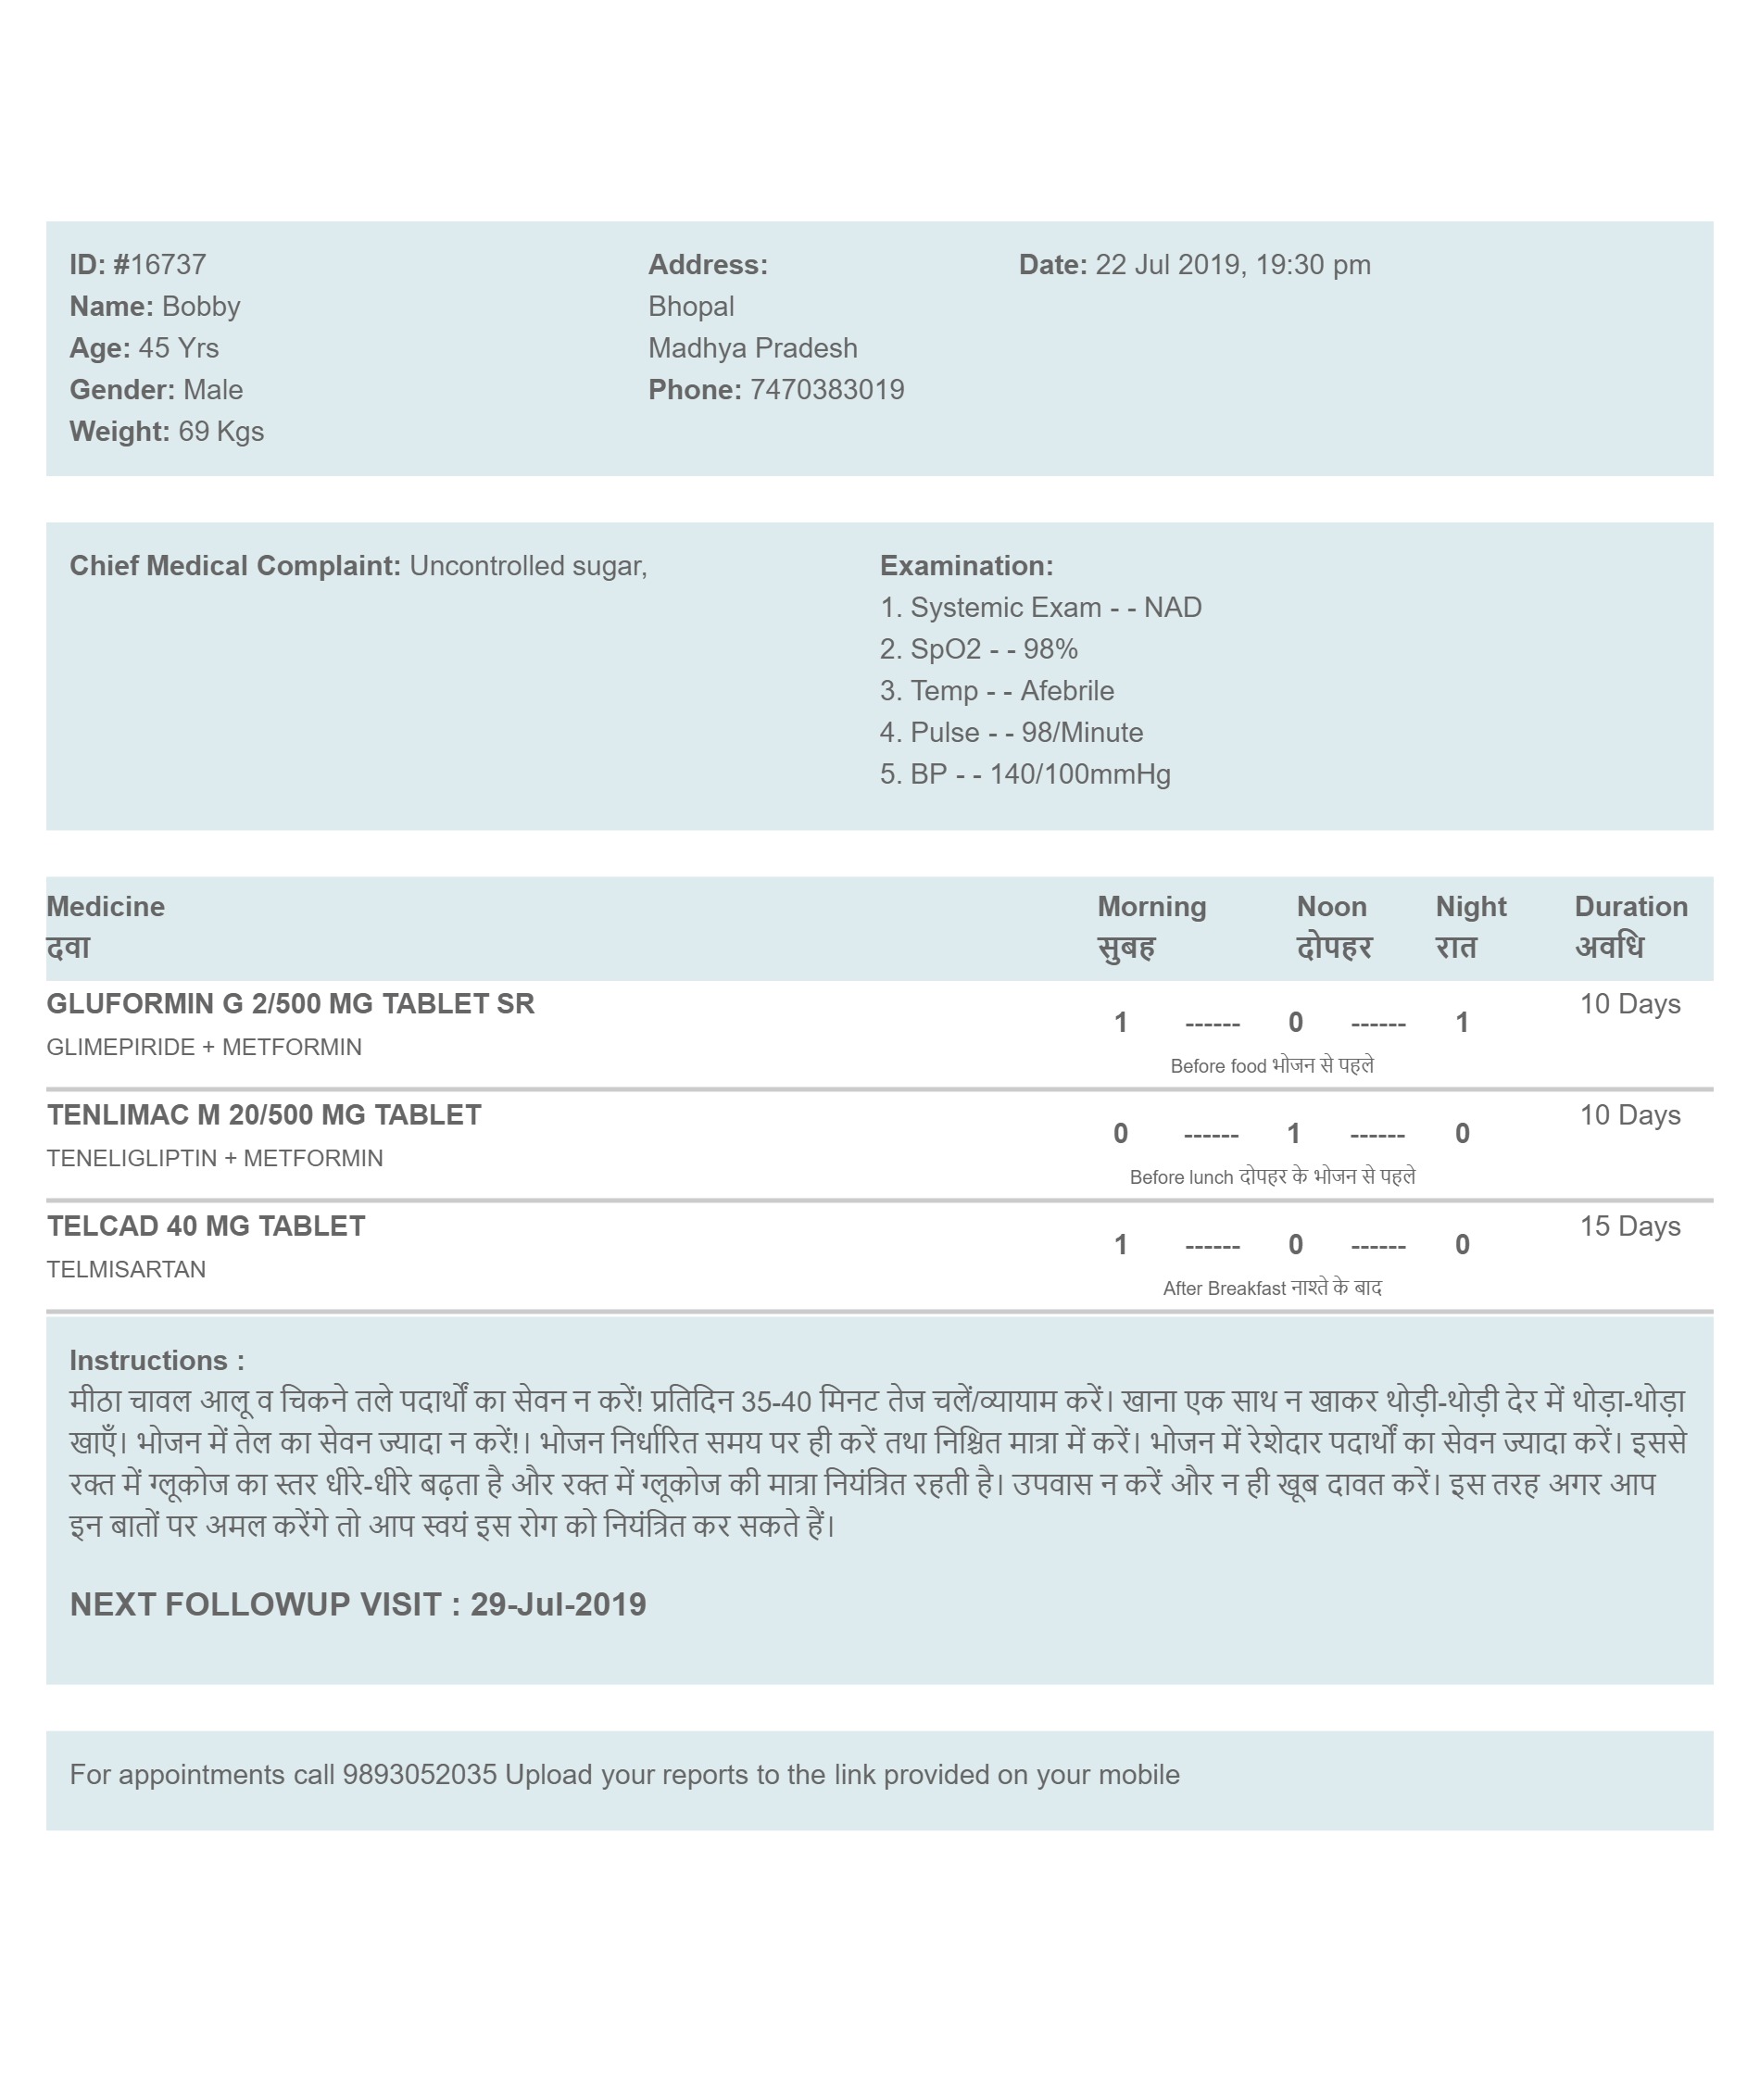 ID: #16737
Name: Bobby
Age: 45 Yrs
Gender: Male
Weight: 69 Kgs
Address:
Bhopal
Madhya Pradesh
Phone: 7470383019
Date: 22 Jul 2019, 19:30 pm
Chief Medical Complaint: Uncontrolled sugar,
Examination:
1. Systemic Exam - - NAD
2. SpO2 - - 98%
3. Temp - - Afebrile
4. Pulse - - 98/Minute
5. BP - - 140/100mmHg
Medicine Morning Noon Night Duration
दवा सुबह दोपहर रात अवधि
GLUFORMIN G 2/500 MG TABLET SR 10 Days
1 ------ 0 ------ 1
GLIMEPIRIDE + METFORMIN
Before food भोजन से पहले
TENLIMAC M 20/500 MG TABLET 10 Days
0 ------ 1 ------ 0
TENELIGLIPTIN + METFORMIN
Before lunch दोपहर के भोजन से पहले
TELCAD 40 MG TABLET 15 Days
1 ------ 0 ------ 0
TELMISARTAN
After Breakfast नाश्ते के बाद
Instructions :
मीठा चावल आलू व चिकने तले पदार्थों का सेवन न करें! प्रतिदिन 35-40 मिनट तेज चलें/व्यायाम करें। खाना एक साथ न खाकर थोड़ी-थोड़ी देर में थोड़ा-थोड़ा
खाएँ। भोजन में तेल का सेवन ज्यादा न करें!। भोजन निर्धारित समय पर ही करें तथा निश्चित मात्रा में करें। भोजन में रेशेदार पदार्थों का सेवन ज्यादा करें। इससे
रक्त में ग्लूकोज का स्तर धीरे-धीरे बढ़ता है और रक्त में ग्लूकोज की मात्रा नियंत्रित रहती है। उपवास न करें और न ही खूब दावत करें। इस तरह अगर आप
इन बातों पर अमल करेंगे तो आप स्वयं इस रोग को नियंत्रित कर सकते हैं।
NEXT FOLLOWUP VISIT : 29-Jul-2019
For appointments call 9893052035 Upload your reports to the link provided on your mobile